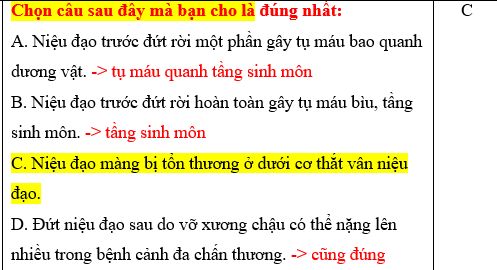 Chọn câu sau đây mà bạn cho là đúng nhất:
C
A. Niệu đạo trước đứt rời một phần gây tụ máu bao quanh
dương vật. -> tụ máu quanh tầng sinh môn
B. Niệu đạo trước đứt rời hoàn toàn gây tụ máu bìu, tầng
sinh môn. -> tầng sinh môn
C. Niệu đạo màng bị tổn thương ở dưới cơ thắt vân niệu
đạo.
D. Đứt niệu đạo sau do vỡ xương chậu có thể nặng lên
nhiều trong bệnh cảnh đa chấn thương. -> cũng đúng